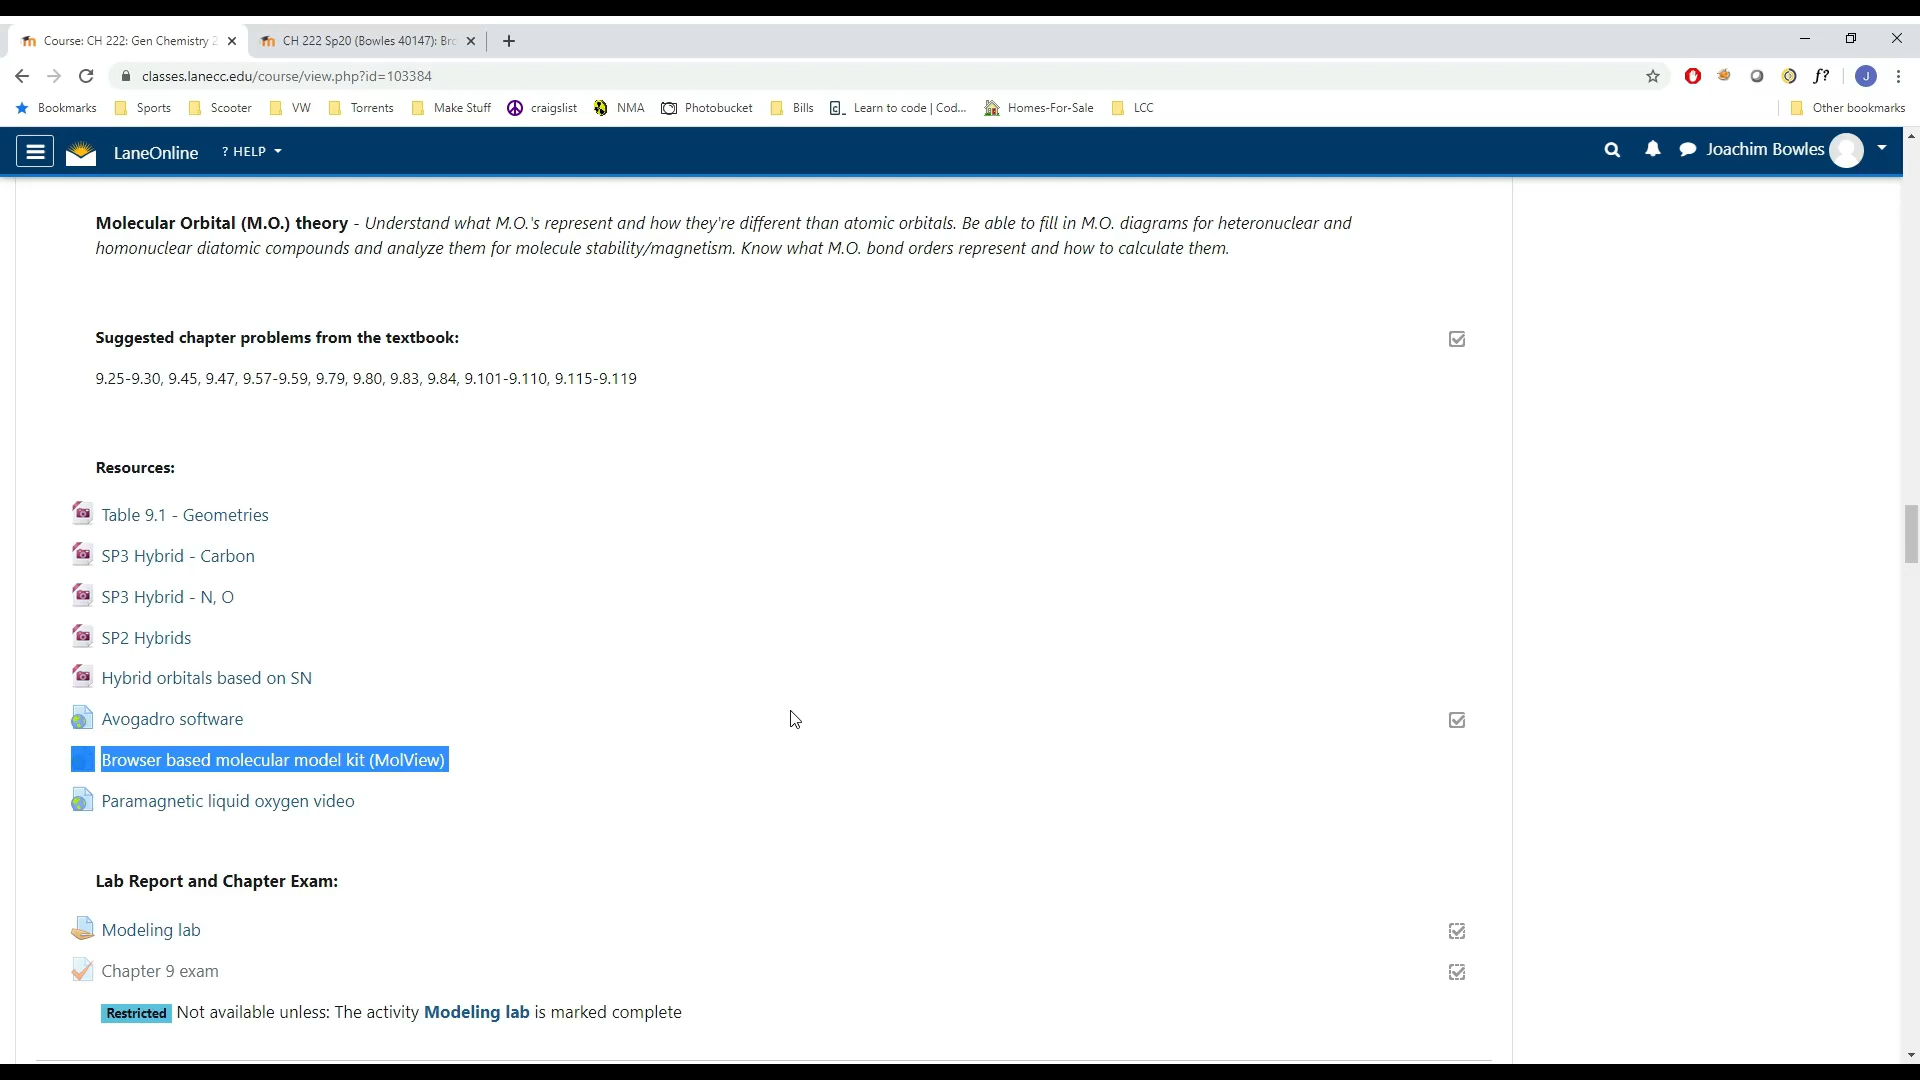 Course: CH 222: Gen Chemistry 2
CH 222 Sp20 (Bowles 40147): Bro
classes.lanecc.edu/course/view.php?id=103384
f?
J
Bookmarks
Sports
Scooter
VW
Torrents
Make Stuff
craigslist
NMA
Photobucket
Bills
Learn to code | Cod...
Homes-For-Sale
LCC
Other bookmarks
LaneOnline
? HELP
Joachim Bowles
Molecular Orbital (M.O.) theory - Understand what M.O.'s represent and how they're different than atomic orbitals. Be able to fill in M.O. diagrams for heteronuclear and
homonuclear diatomic compounds and analyze them for molecule stability/magnetism. Know what M.O. bond orders represent and how to calculate them.
Suggested chapter problems from the textbook:
9.25-9.30, 9.45, 9.47, 9.57-9.59, 9.79, 9.80, 9.83, 9.84, 9.101-9.110, 9.115-9.119
Resources:
Table 9.1 - Geometries
SP3 Hybrid - Carbon
SP3 Hybrid - N, O
SP2 Hybrids
Hybrid orbitals based on SN
Avogadro software
Browser based molecular model kit (MolView)
Paramagnetic liquid oxygen video
Lab Report and Chapter Exam:
Modeling lab
Chapter 9 exam
Restricted Not available unless: The activity Modeling lab is marked complete